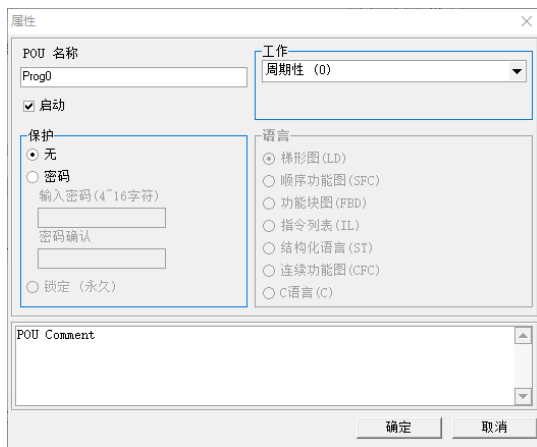 属性
POU 名称
Prog0
启动
工作
周期性 (0)
保护
无
密码
输入密码(4~16字符)
密码确认
锁定 (永久)
语言
梯形图(LD)
顺序功能图(SFC)
功能块图(FBD)
指令列表(IL)
结构化语言(ST)
连续功能图(CFC)
C语言(C)
POU Comment
确定
取消